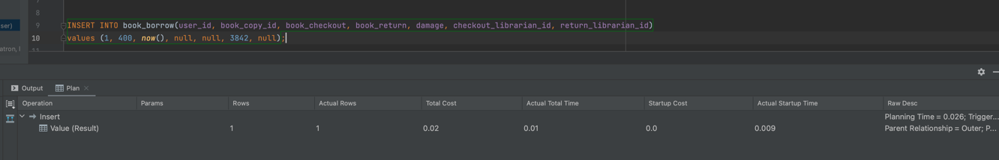 8
ser)
9 INSERT INTO book_borrow(user_id, book_copy_id, book_checkout, book_return, damage, checkout_librarian_id, return_librarian_id)
10 values (1, 400, now(), null, null, 3842, null);
atron, l
11
Output Plan
Operation Params Rows Actual Rows Total Cost Actual Total Time Startup Cost Actual Startup Time Raw Desc
Insert Planning Time = 0.026; Trigger...
Value (Result) 1 1 0.02 0.01 0.0 0.009 Parent Relationship = Outer; P...